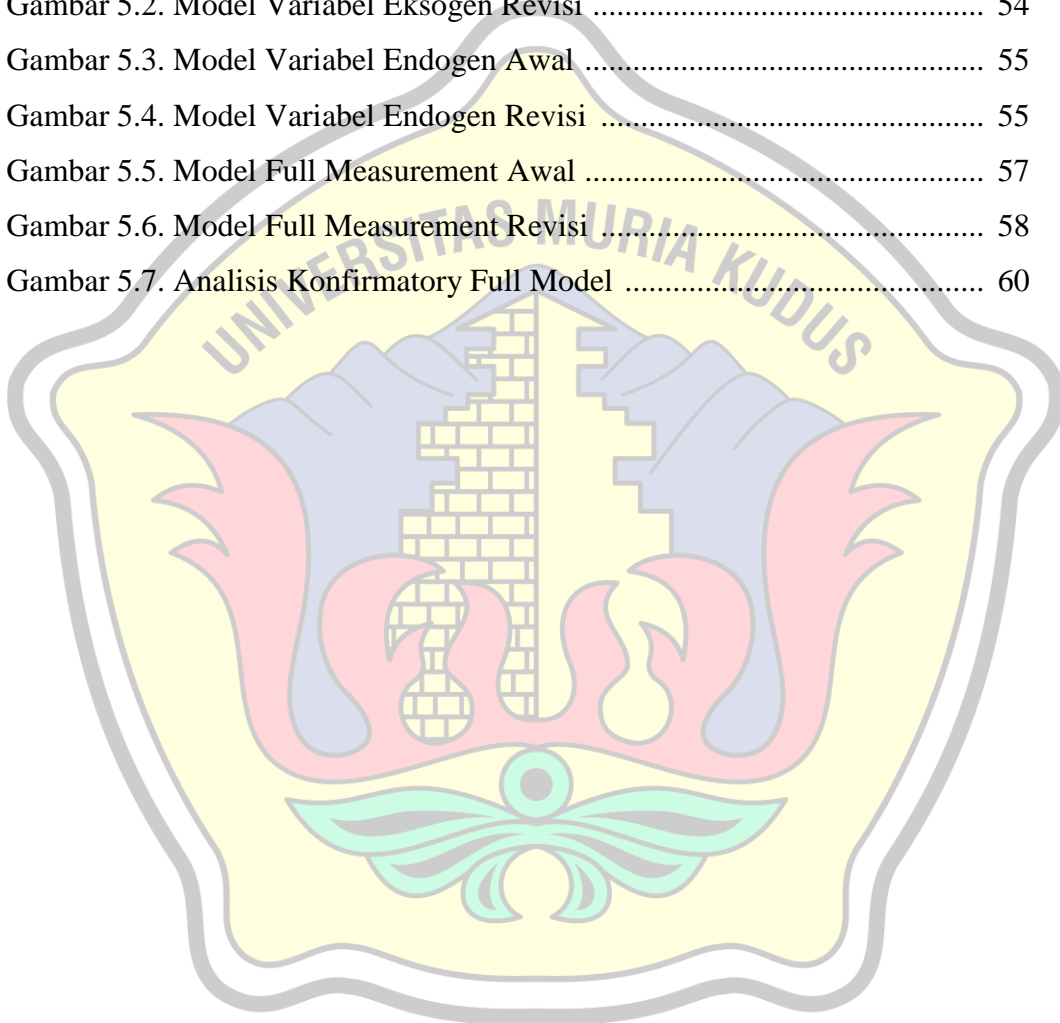 Gambar 5.2. Model Variabel Eksogen Revisi ................................................ 54
Gambar 5.3. Model Variabel Endogen Awal ................................................ 55
Gambar 5.4. Model Variabel Endogen Revisi .............................................. 55
Gambar 5.5. Model Full Measurement Awal ................................................ 57
Gambar 5.6. Model Full Measurement Revisi .............................................. 58
Gambar 5.7. Analisis Konfirmatory Full Model ........................................... 60
UNIVERSITAS MURIA KUDUS